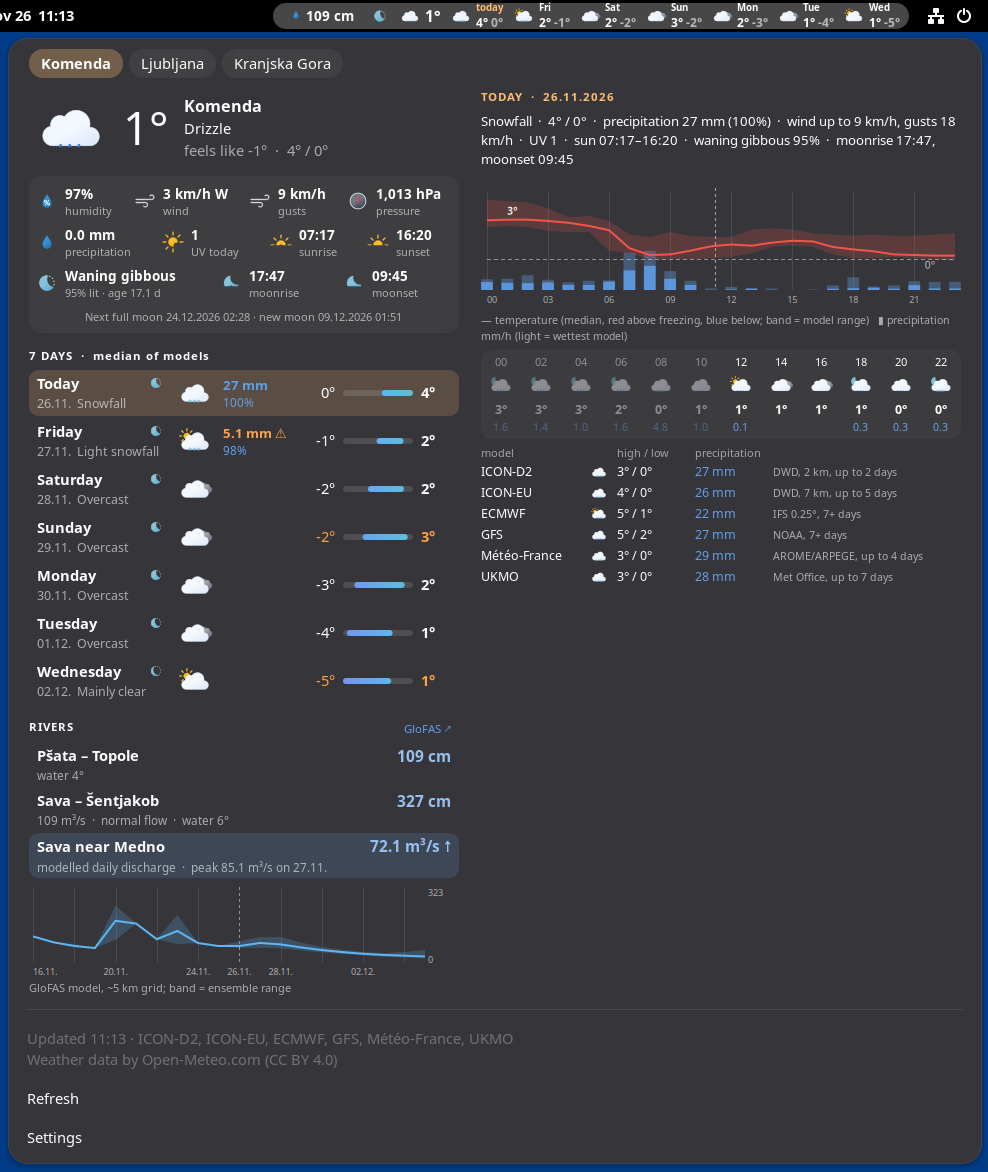 ov 26 11:13 109 cm 1° today 4° 0° Fri 2° -1° Sat 2° -2° Sun 3° -2° Mon 2° -2° Tue 1° -4° Wed 1° -5°
Komenda Ljubljana Kranjska Gora
1°
Komenda
Drizzle
feels like -1° · 4° / 0°
97% 3 km/h W 9 km/h 1,013 hPa
humidity wind gusts pressure
0.0 mm 1 07:17 16:20
precipitation UV today sunrise sunset
Waning gibbous 17:47 09:45
95% lit · age 17.1 d moonrise moonset
Next full moon 24.12.2026 02:28 · new moon 09.12.2026 01:51
7 DAYS · median of models
Today 27 mm 0° 4°
26.11. Snowfall 100%
Friday 5.1 mm ⚠ -1° 2°
27.11. Light snowfall 98%
Saturday -2° 2°
28.11. Overcast
Sunday -2° 3°
29.11. Overcast
Monday -3° 2°
30.11. Overcast
Tuesday -4° 1°
01.12. Overcast
Wednesday -5° 1°
02.12. Mainly clear
RIVERS GloFAS ↗
Pšata – Topole 109 cm
water 4°
Sava – Šentjakob 327 cm
109 m³/s · normal flow · water 6°
Sava near Medno 72.1 m³/s ↑
modelled daily discharge · peak 85.1 m³/s on 27.11.
323
0
16.11. 20.11. 24.11. 26.11. 28.11. 02.12.
GloFAS model, ~5 km grid; band = ensemble range
TODAY · 26.11.2026
Snowfall · 4° / 0° · precipitation 27 mm (100%) · wind up to 9 km/h, gusts 18
km/h · UV 1 · sun 07:17–16:20 · waning gibbous 95% · moonrise 17:47,
moonset 09:45
3°
0°
00 03 06 09 12 15 18 21
— temperature (median, red above freezing, blue below; band = model range) ▮ precipitation
mm/h (light = wettest model)
00 02 04 06 08 10 12 14 16 18 20 22
3° 3° 3° 2° 0° 1° 1° 1° 1° 1° 0° 0°
1.6 1.4 1.0 1.6 4.8 1.0 0.1 0.3 0.3 0.3
model high / low precipitation
ICON-D2 3° / 0° 27 mm DWD, 2 km, up to 2 days
ICON-EU 4° / 0° 26 mm DWD, 7 km, up to 5 days
ECMWF 5° / 1° 22 mm IFS 0.25°, 7+ days
GFS 5° / 2° 27 mm NOAA, 7+ days
Météo-France 3° / 0° 29 mm AROME/ARPEGE, up to 4 days
UKMO 3° / 0° 28 mm Met Office, up to 7 days
Updated 11:13 · ICON-D2, ICON-EU, ECMWF, GFS, Météo-France, UKMO
Weather data by Open-Meteo.com (CC BY 4.0)
Refresh
Settings